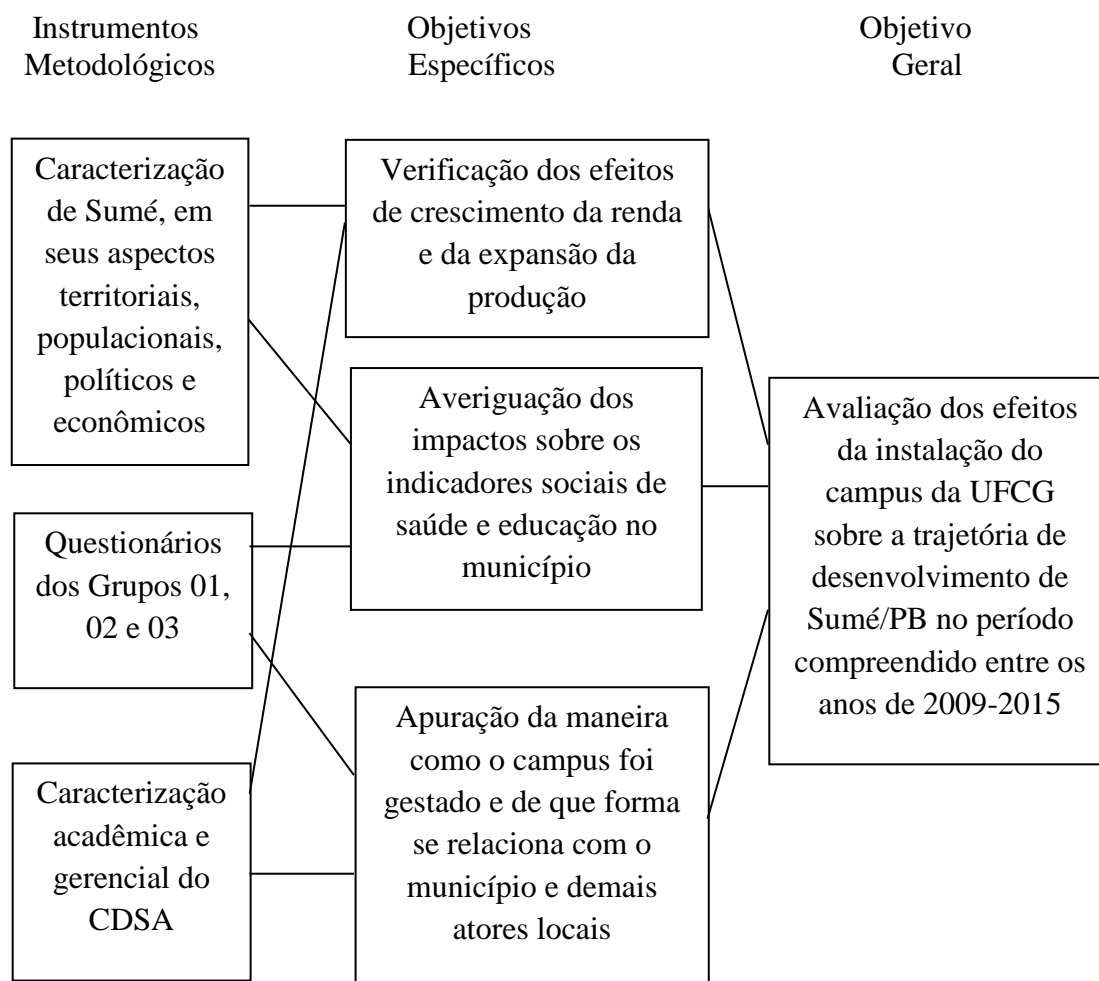 Instrumentos
Metodológicos
Objetivos
Específicos
Objetivo
Geral
Caracterização
de Sumé, em
seus aspectos
territoriais,
populacionais,
políticos e
econômicos
Questionários
dos Grupos 01,
02 e 03
Caracterização
acadêmica e
gerencial do
CDSA
Verificação dos efeitos
de crescimento da renda
e da expansão da
produção
Averiguação dos
impactos sobre os
indicadores sociais de
saúde e educação no
município
Apuração da maneira
como o campus foi
gestado e de que forma
se relaciona com o
município e demais
atores locais
Avaliação dos efeitos
da instalação do
campus da UFCG
sobre a trajetória de
desenvolvimento de
Sumé/PB no período
compreendido entre os
anos de 2009-2015